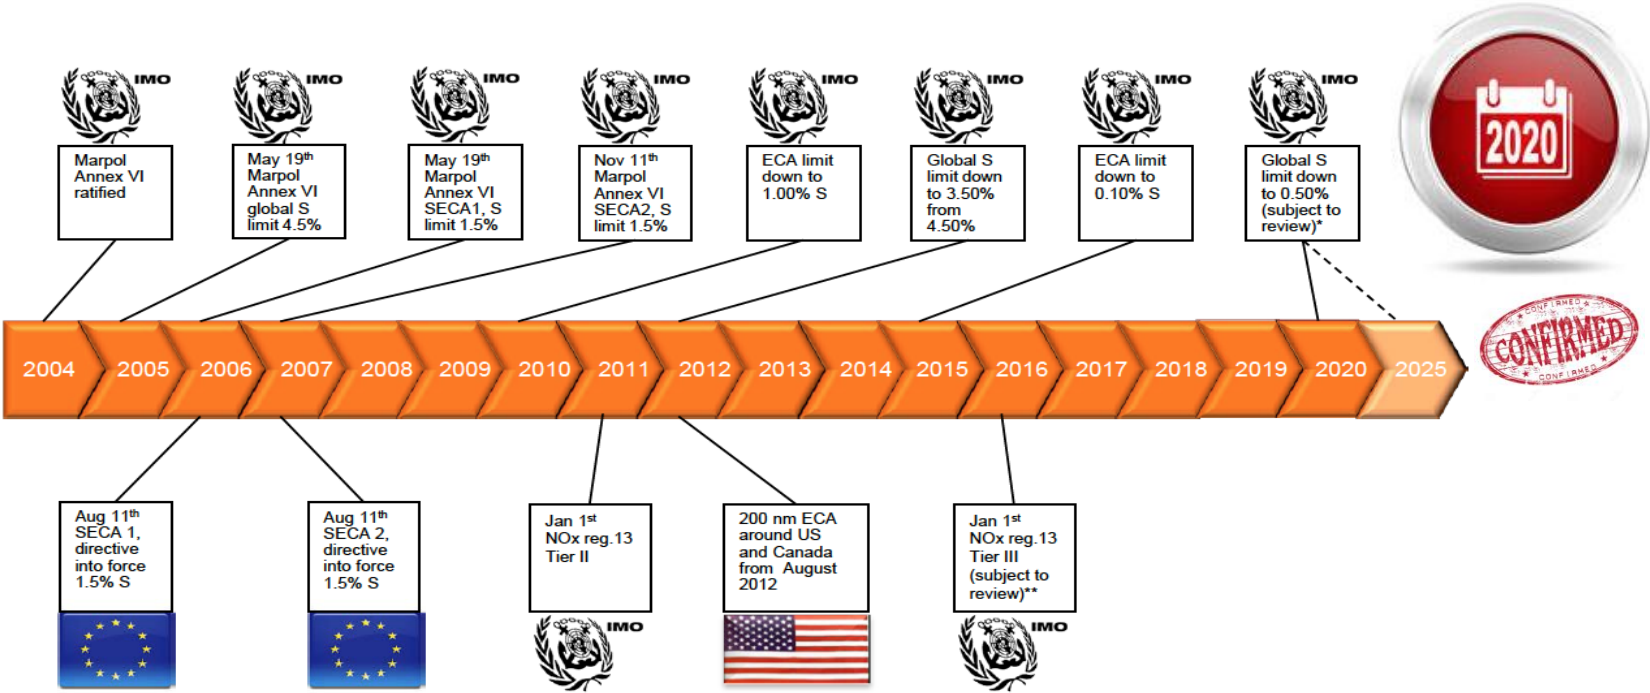 IMO
IMO
IMO
IMO
IMO
IMO
IMO
IMO
2020
Marpol
Annex VI
ratified
May 19th
Marpol
Annex VI
global S
limit 4.5%
May 19th
Marpol
Annex VI
SECA1, S
limit 1.5%
Nov 11th
Marpol
Annex VI
SECA2, S
limit 1.5%
ECA limit
down to
1.00% S
Global S
limit down
to 3.50%
from
4.50%
ECA limit
down to
0.10% S
Global S
limit down
to 0.50%
(subject to
review)*
CONFIRMED
CONFIRMED
CONFIRMED
2004
2005
2006
2007
2008
2009
2010
2011
2012
2013
2014
2015
2016
2017
2018
2019
2020
2025
Aug 11th
SECA 1,
directive
into force
1.5% S
Aug 11th
SECA 2,
directive
into force
1.5% S
Jan 1st
NOx reg.13
Tier II
200 nm ECA
around US
and Canada
from August
2012
Jan 1st
NOx reg.13
Tier III
(subject to
review)**
IMO
IMO